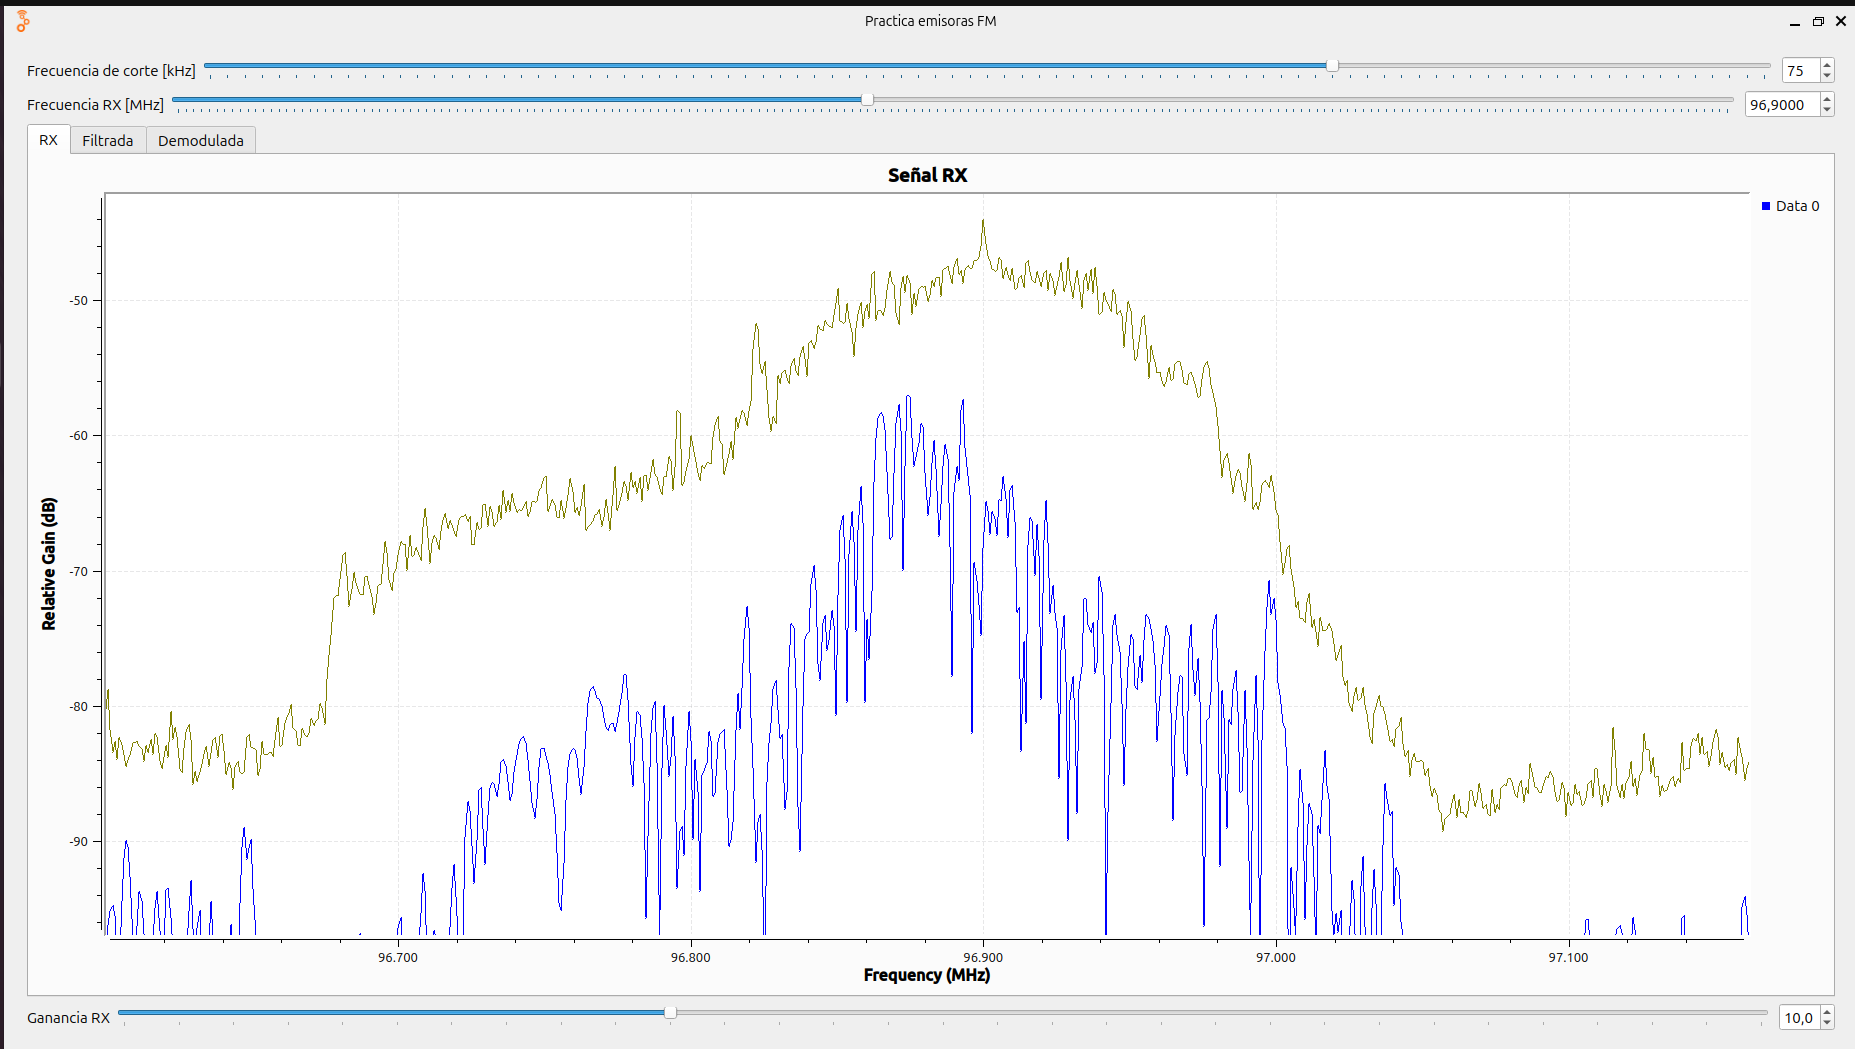 Practica emisoras FM
Frecuencia de corte [kHz]
75
Frecuencia RX [MHz]
96,9000
RX
Filtrada
Demodulada
Señal RX
Data 0
Relative Gain (dB)
-50
-60
-70
-80
-90
96.700
96.800
96.900
97.000
97.100
Frequency (MHz)
Ganancia RX
10,0